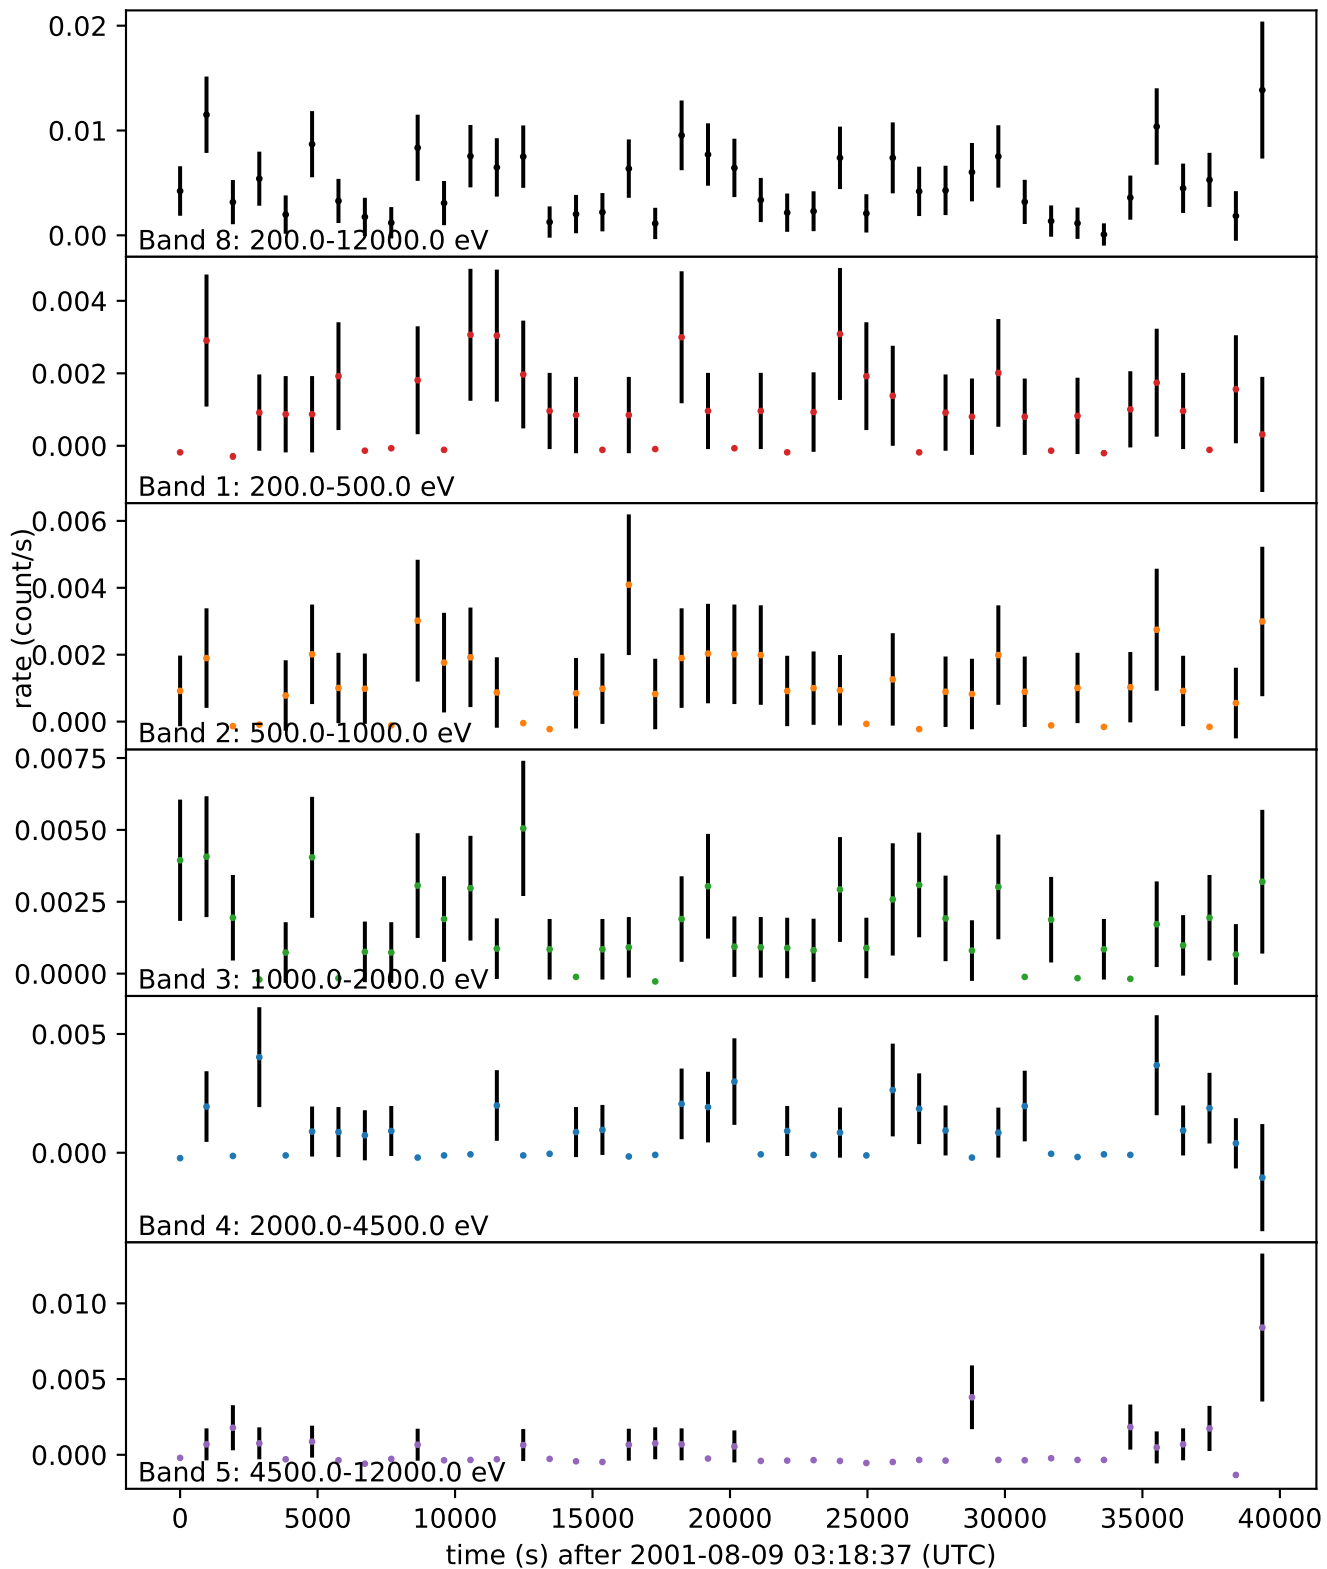 0.02
0.01
0.00
Band 8: 200.0-12000.0 eV
0.004
0.002
0.000
Band 1: 200.0-500.0 eV
rate (count/s)
0.006
0.004
0.002
0.000
Band 2: 500.0-1000.0 eV
0.0075
0.0050
0.0025
0.0000
Band 3: 1000.0-2000.0 eV
0.005
0.000
Band 4: 2000.0-4500.0 eV
0.010
0.005
0.000
Band 5: 4500.0-12000.0 eV
0 5000 10000 15000 20000 25000 30000 35000 40000
time (s) after 2001-08-09 03:18:37 (UTC)